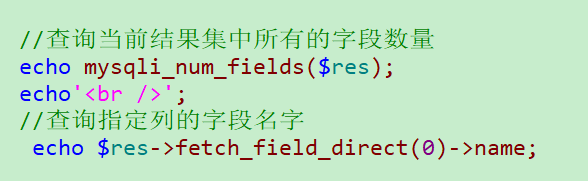 //查询当前结果集中所有的字段数量
echo mysqli_num_fields($res);
echo'<br />';
//查询指定列的字段名字
echo $res->fetch_field_direct(0)->name;